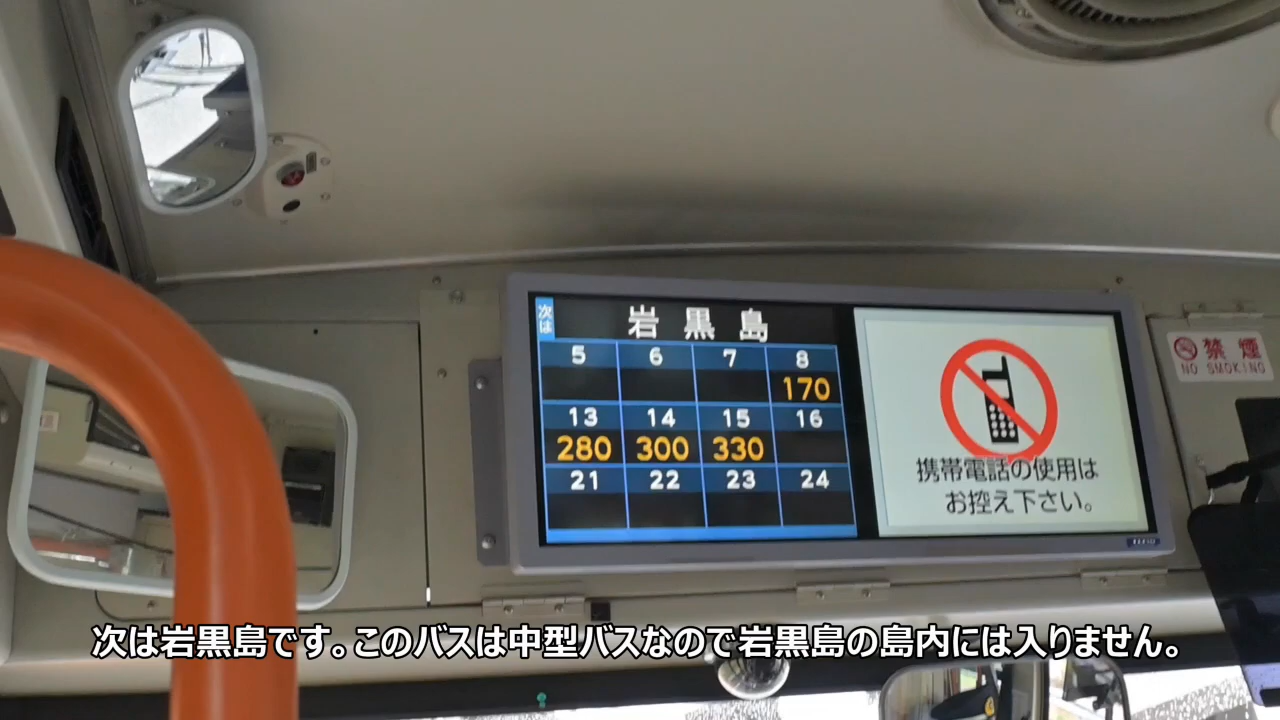 次は
岩黒島
5 6 7 8
170
13 14 15 16
280 300 330
21 22 23 24
携帯電話の使用は
お控え下さい。
禁煙
NO SMOKING
次は岩黒島です。このバスは中型バスなので岩黒島の島内には入りません。